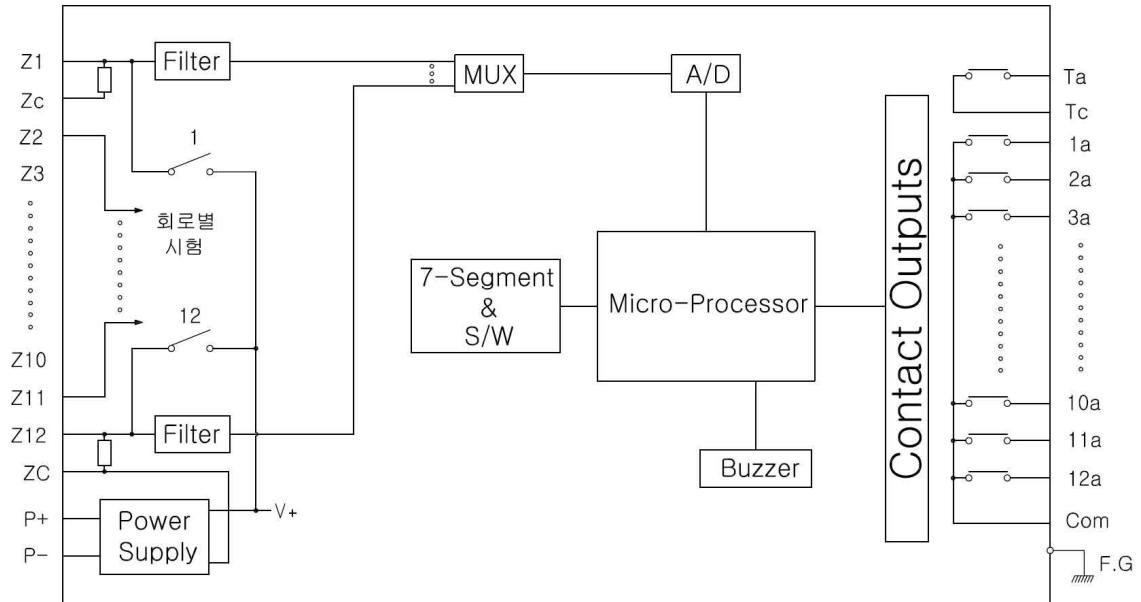 Z1
Zc
Z2
Z3
Z10
Z11
Z12
ZC
P+
P-
Filter
1
회로별
시험
12
Filter
Power
Supply
V+
MUX
A/D
7-Segment
&
S/W
Micro-Processor
Buzzer
Contact Outputs
Ta
Tc
1a
2a
3a
10a
11a
12a
Com
F.G